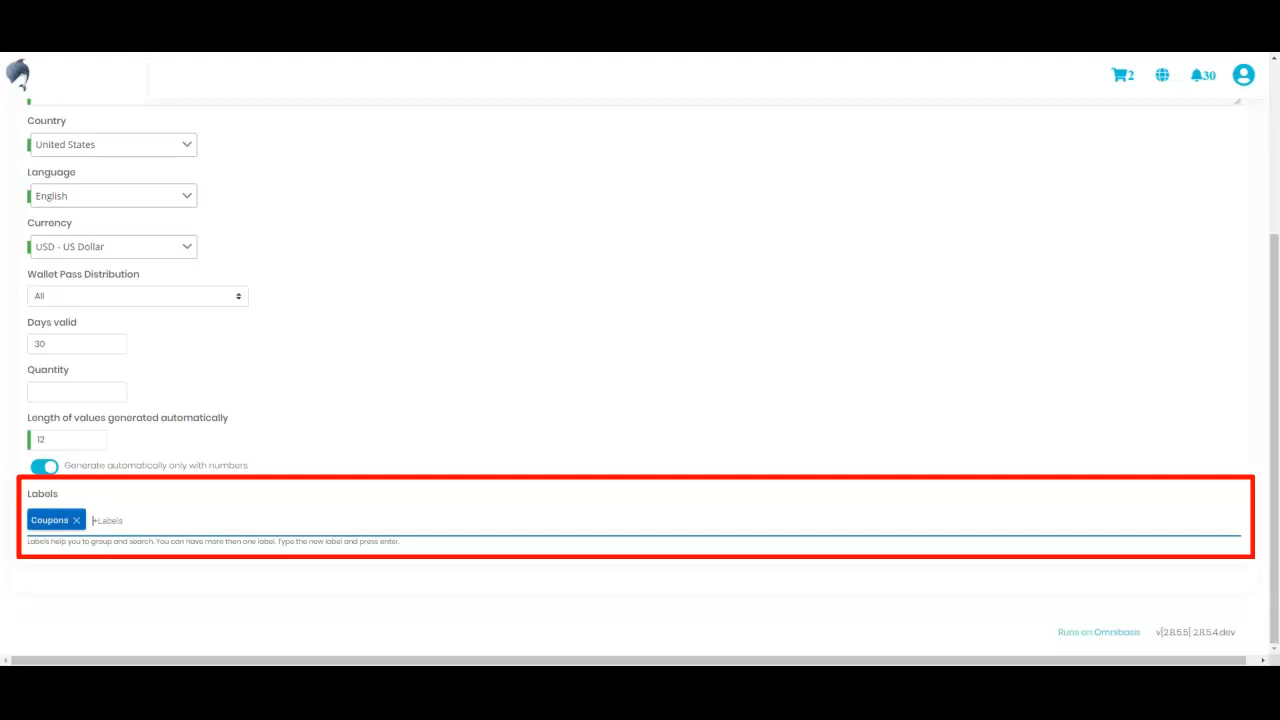 2
30
Country
United States
Language
English
Currency
USD - US Dollar
Wallet Pass Distribution
All
Days valid
30
Quantity
Length of values generated automatically
12
Generate automatically only with numbers
Labels
Coupons +Labels
Labels help you to group and search. You can have more then one label. Type the new label and press enter.
Runs on Omnibasis v[2.8.5.5] 2.8.5.4.dev